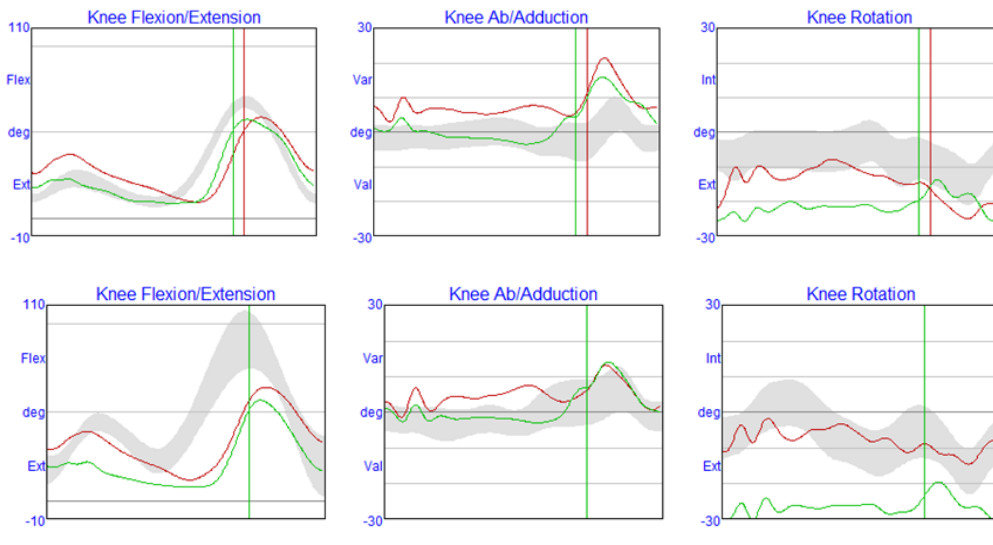 Knee Flexion/Extension
110
Flex
deg
Ext
-10
Knee Ab/Adduction
30
Var
deg
Val
-30
Knee Rotation
30
Int
deg
Ext
-30
Knee Flexion/Extension
110
Flex
deg
Ext
-10
Knee Ab/Adduction
30
Var
deg
Val
-30
Knee Rotation
30
Int
deg
Ext
-30